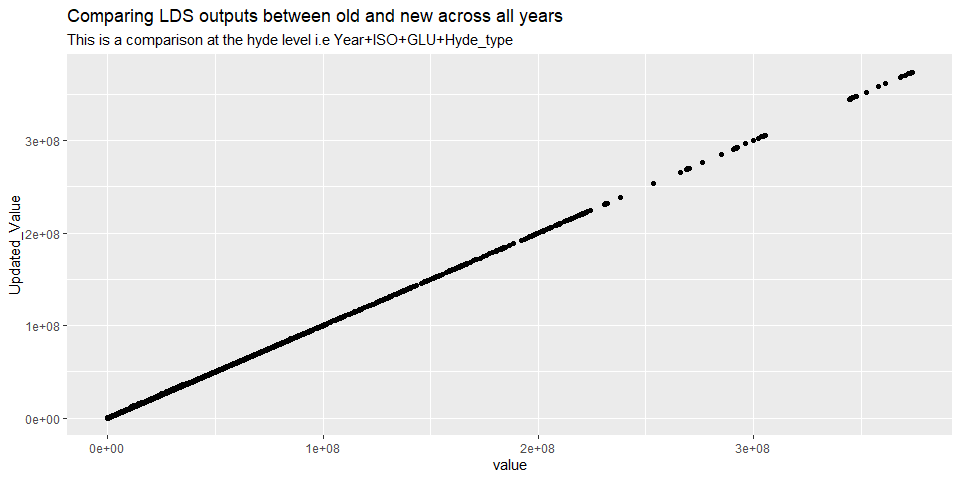 Comparing LDS outputs between old and new across all years
This is a comparison at the hyde level i.e Year+ISO+GLU+Hyde_type
Updated_Value
3e+08
2e+08
1e+08
0e+00
0e+00 1e+08 2e+08 3e+08
value